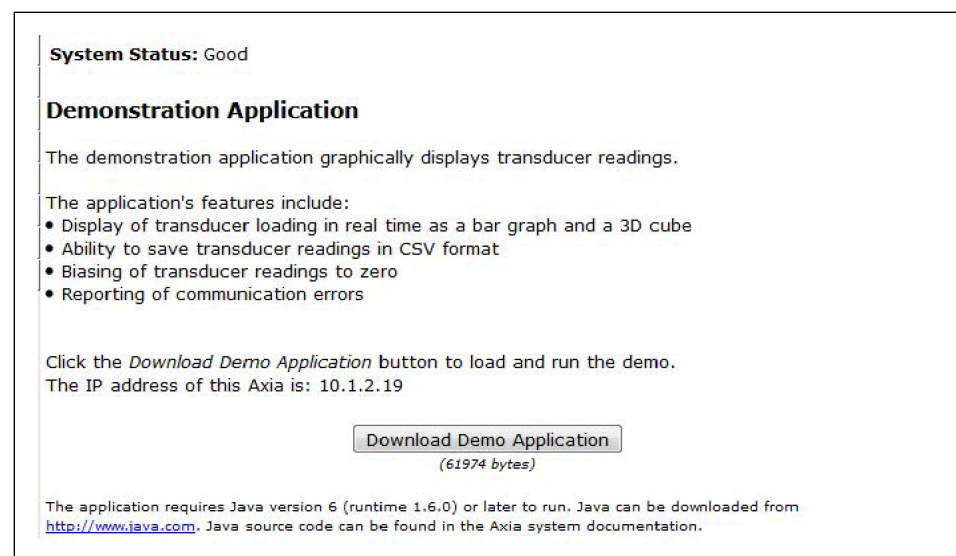 System Status: Good
Demonstration Application
The demonstration application graphically displays transducer readings.
The application's features include:
• Display of transducer loading in real time as a bar graph and a 3D cube
• Ability to save transducer readings in CSV format
• Biasing of transducer readings to zero
• Reporting of communication errors
Click the Download Demo Application button to load and run the demo.
The IP address of this Axia is: 10.1.2.19
Download Demo Application
(61974 bytes)
The application requires Java version 6 (runtime 1.6.0) or later to run. Java can be downloaded from
http://www.java.com. Java source code can be found in the Axia system documentation.